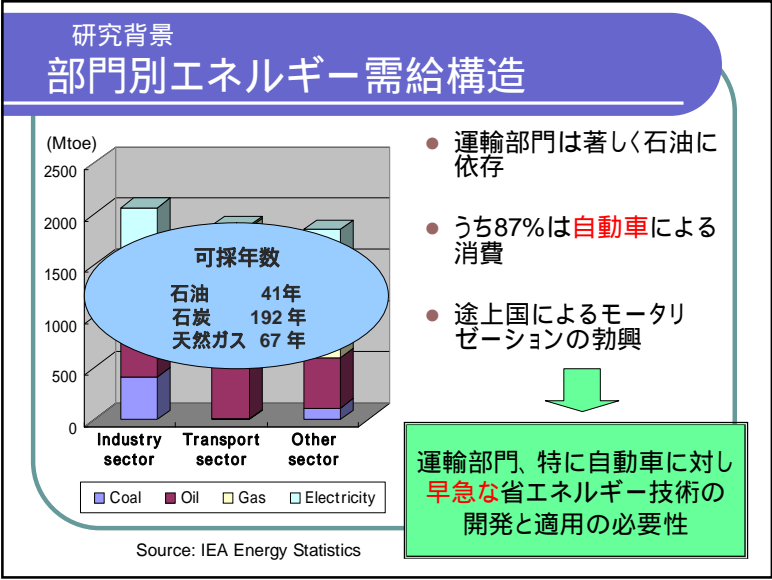 研究背景
部門別エネルギー需給構造
(Mtoe)
2500
2000
1500
1000
500
0
可採年数
石油 41年
石炭 192 年
天然ガス 67 年
Industry sector
Transport sector
Other sector
Coal Oil Gas Electricity
Source: IEA Energy Statistics
運輸部門は著しく石油に
依存
うち87%は自動車による
消費
途上国によるモータリ
ゼーションの勃興
運輸部門、特に自動車に対し
早急な省エネルギー技術の
開発と適用の必要性